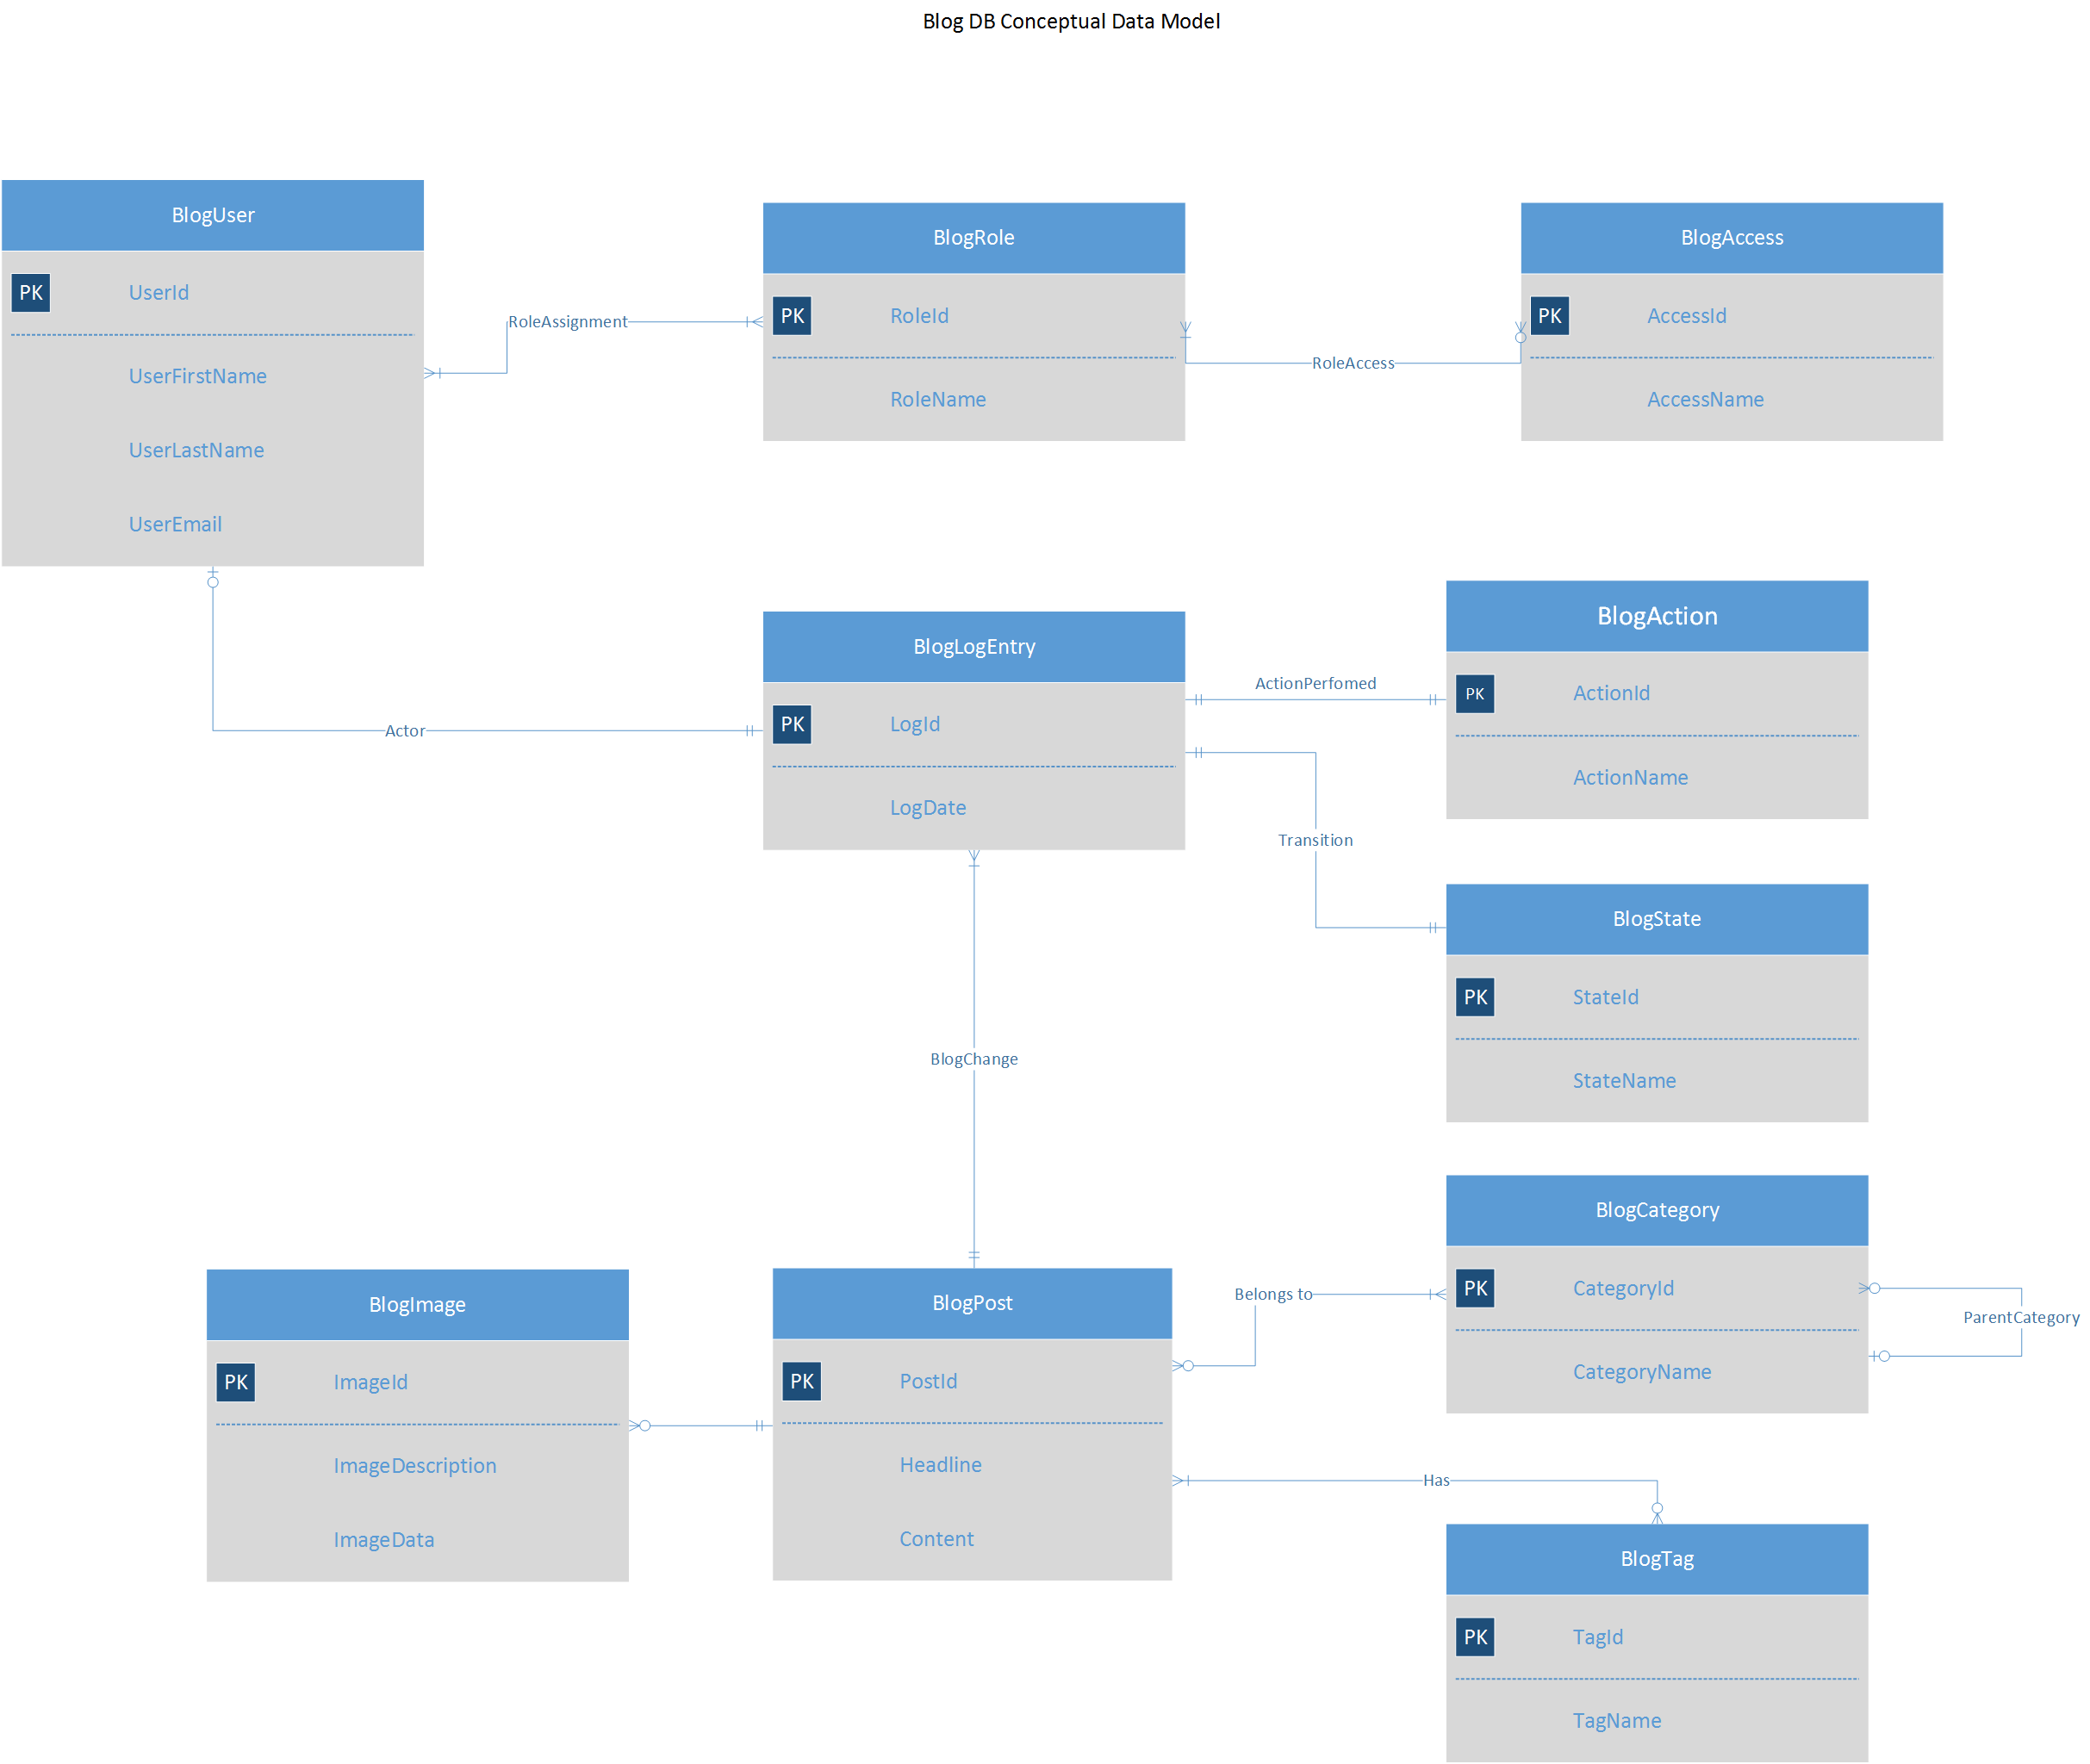 Blog DB Conceptual Data Model
BlogUser
PK UserId
UserFirstName
UserLastName
UserEmail
RoleAssignment
BlogRole
PK RoleId
RoleName
RoleAccess
BlogAccess
PK AccessId
AccessName
Actor
BlogLogEntry
PK LogId
LogDate
ActionPerfomed
BlogAction
PK ActionId
ActionName
Transition
BlogState
PK StateId
StateName
BlogChange
BlogImage
PK ImageId
ImageDescription
ImageData
BlogPost
PK PostId
Headline
Content
Belongs to
BlogCategory
PK CategoryId
CategoryName
ParentCategory
Has
BlogTag
PK TagId
TagName